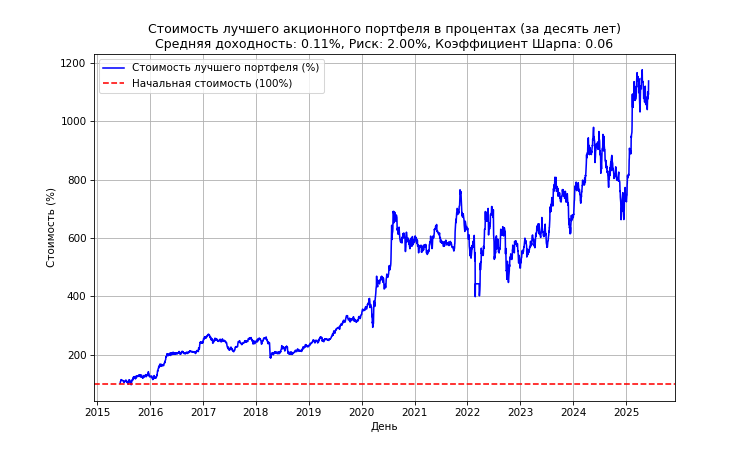 Стоимость лучшего акционного портфеля в процентах (за десять лет)
Средняя доходность: 0.11%, Риск: 2.00%, Коэффициент Шарпа: 0.06
Стоимость лучшего портфеля (%)
Начальная стоимость (100%)
Стоимость (%)
1200
1000
800
600
400
200
2015 2016 2017 2018 2019 2020 2021 2022 2023 2024 2025
День